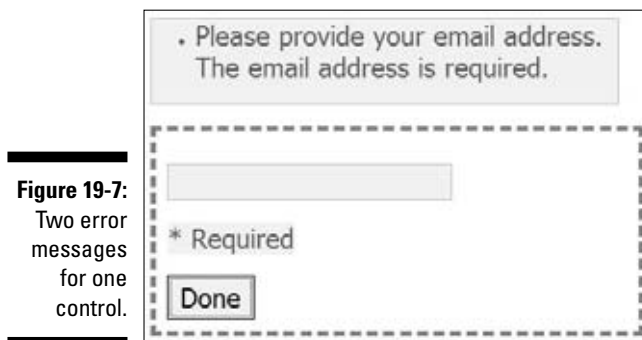 • Please provide your email address.
The email address is required.
* Required
Done
Figure 19-7:
Two error
messages
for one
control.